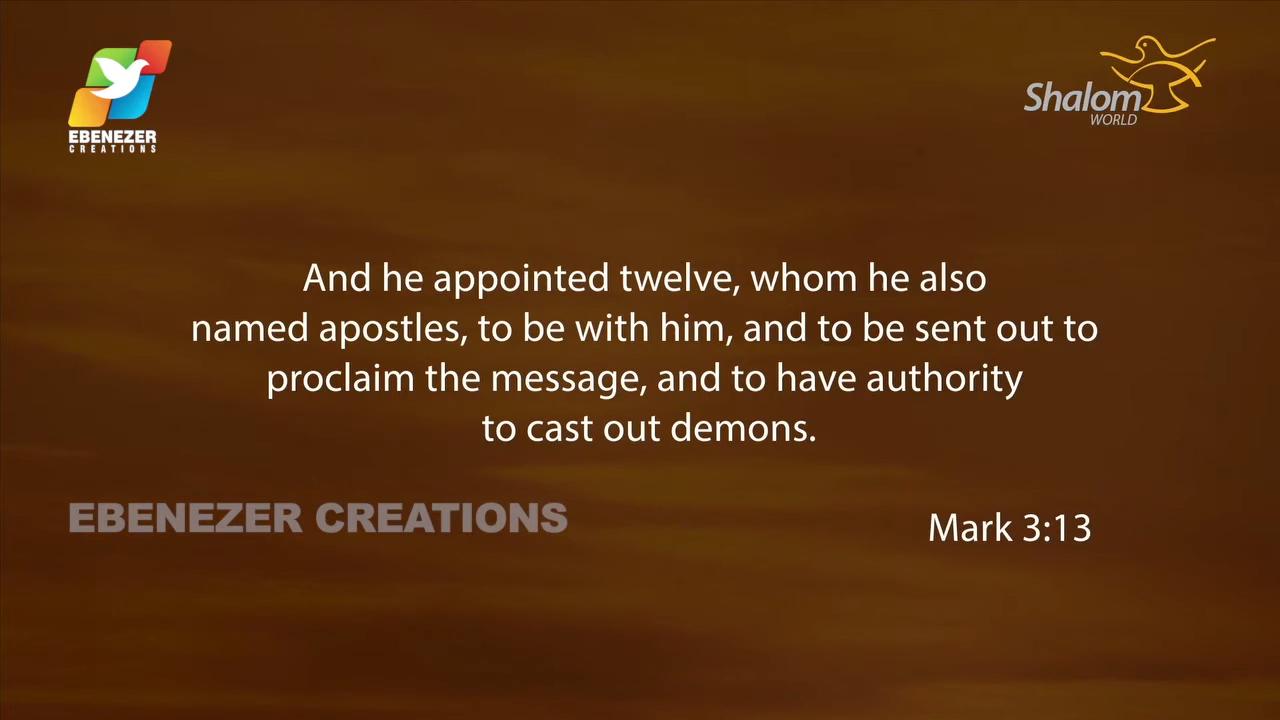 EBENEZER
CREATIONS
Shalom
WORLD
And he appointed twelve, whom he also
named apostles, to be with him, and to be sent out to
proclaim the message, and to have authority
to cast out demons.
EBENEZER CREATIONS
Mark 3:13